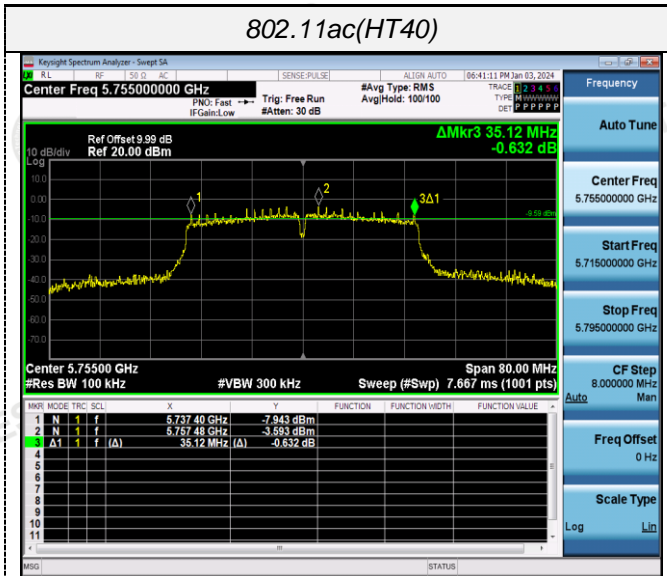 802.11ac(HT40)
Keysight Spectrum Analyzer - Swept SA
RL RF 50 Ω AC SENSE:PULSE ALIGN AUTO 06:41:11 PM Jan 03, 2024
Center Freq 5.755000000 GHz #Avg Type: RMS TRACE 1 2 3 4 5 6
PNO: Fast Trig: Free Run Avg|Hold: 100/100 TYPE M WWWWW
IFGain:Low #Atten: 30 dB DET P P P P P P
Ref Offset 9.99 dB ΔMkr3 35.12 MHz
10 dB/div Ref 20.00 dBm -0.632 dB
Log
10.0
0.00
-10.0
-20.0
-30.0
-40.0
-50.0
-60.0
-70.0
1
2
3Δ1
-9.59 dBm
Center 5.75500 GHz Span 80.00 MHz
#Res BW 100 kHz #VBW 300 kHz Sweep (#Swp) 7.667 ms (1001 pts)
MKR MODE TRC SCL X Y FUNCTION FUNCTION WIDTH FUNCTION VALUE
1 N 1 f 5.737 40 GHz -7.943 dBm
2 N 1 f 5.757 48 GHz -3.593 dBm
3 Δ1 1 f (Δ) 35.12 MHz (Δ) -0.632 dB
4
5
6
7
8
9
10
11
MSG STATUS
Frequency
Auto Tune
Center Freq
5.755000000 GHz
Start Freq
5.715000000 GHz
Stop Freq
5.795000000 GHz
CF Step
8.000000 MHz
Auto Man
Freq Offset
0 Hz
Scale Type
Log Lin